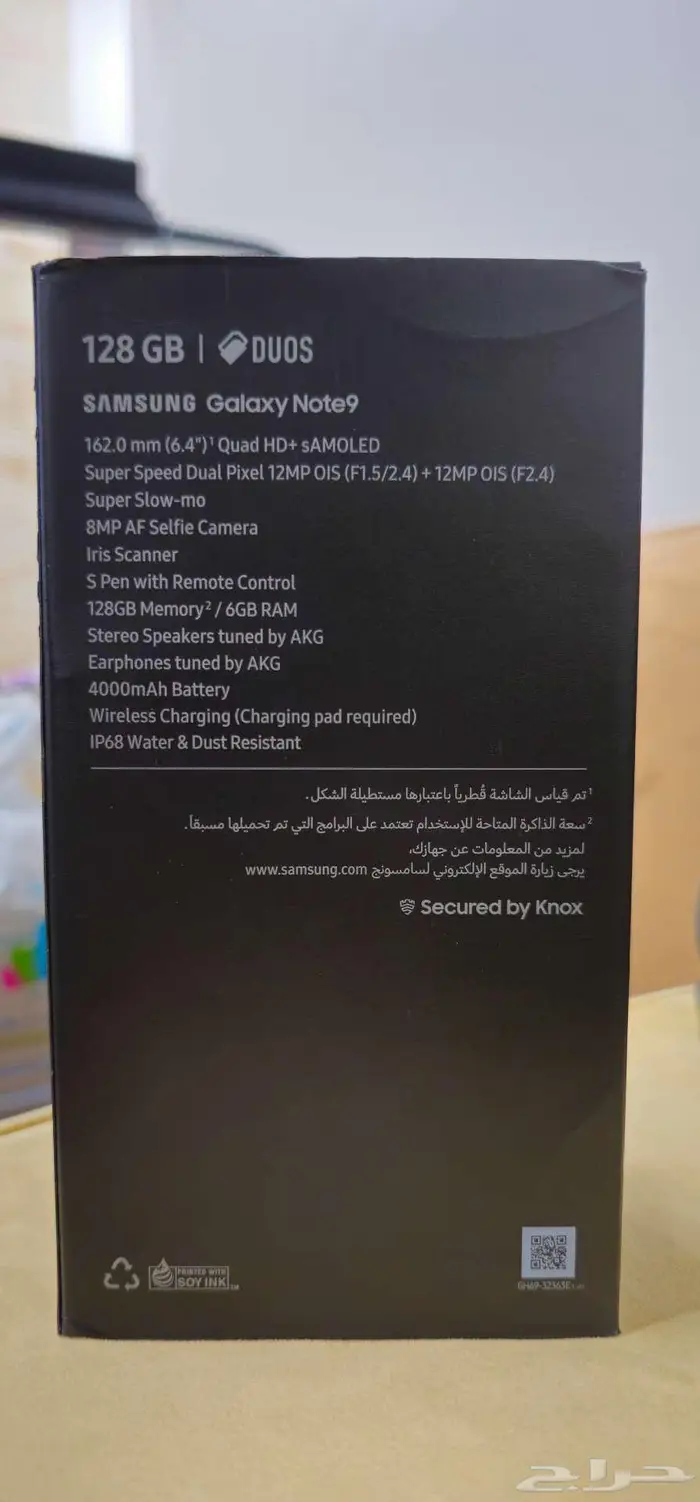 128 GB | DUOS
SAMSUNG Galaxy Note9
162.0 mm (6.4")¹ Quad HD+ sAMOLED
Super Speed Dual Pixel 12MP OIS (F1.5/2.4) + 12MP OIS (F2.4)
Super Slow-mo
8MP AF Selfie Camera
Iris Scanner
S Pen with Remote Control
128GB Memory² / 6GB RAM
Stereo Speakers tuned by AKG
Earphones tuned by AKG
4000mAh Battery
Wireless Charging (Charging pad required)
IP68 Water & Dust Resistant
¹ تم قياس الشاشة قُطرياً باعتبارها مستطيلة الشكل.
² سعة الذاكرة المتاحة للإستخدام تعتمد على البرامج التي تم تحميلها مسبقاً.
لمزيد من المعلومات عن جهازك،
يرجى زيارة الموقع الإلكتروني لسامسونج www.samsung.com
Secured by Knox
PRINTED WITH
SOY INK™
GH69-32363E
حراج